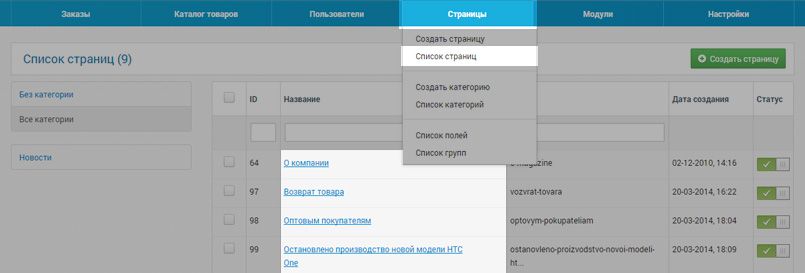 Заказы Каталог товаров Пользователи Страницы Модули Настройки
Создать страницу
Список страниц
Создать категорию
Список категорий
Список полей
Список групп
Список страниц (9)
Создать страницу
Без категории
Все категории
Новости
ID Название Дата создания Статус
64 О компании magazine 02-12-2010, 14:16
97 Возврат товара vozvrat-tovara 20-03-2014, 16:22
98 Оптовым покупателям optovym-pokupateliam 20-03-2014, 18:04
99 Остановлено производство новой модели HTC ostanovleno-proizvodstvo-novoi-modeli- 20-03-2014, 18:09
One ht...